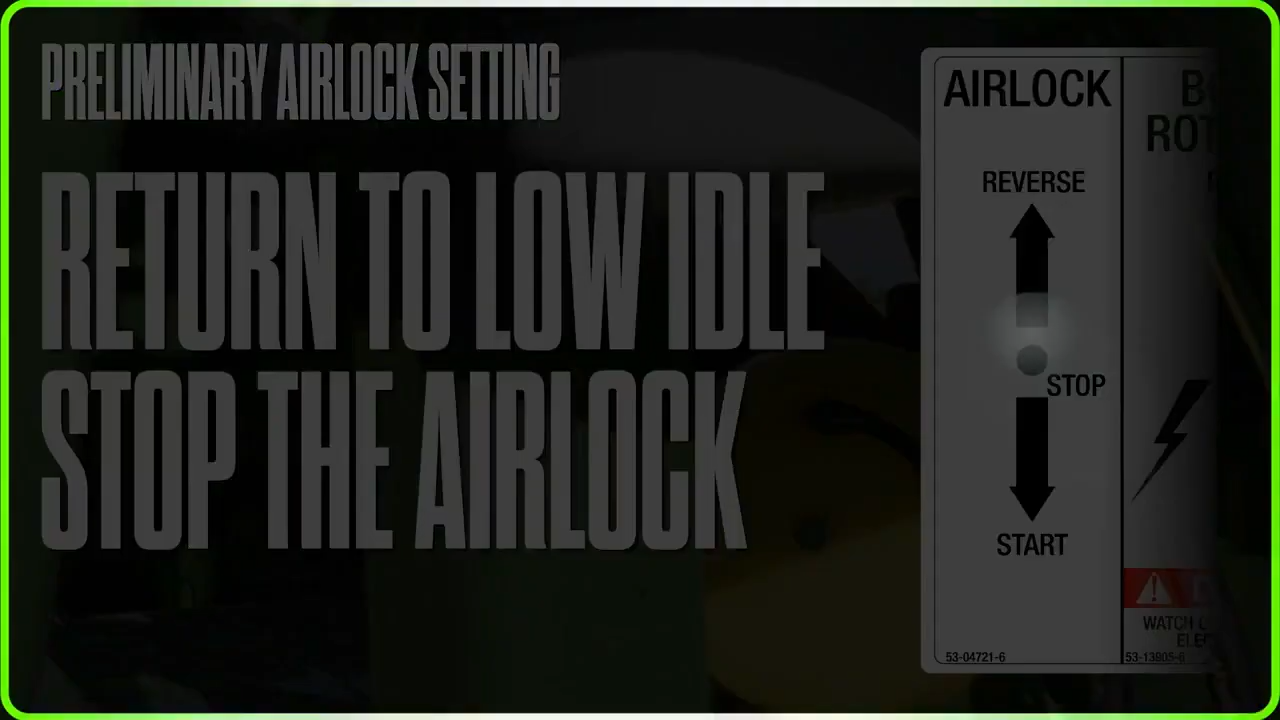 PRELIMINARY AIRLOCK SETTING
RETURN TO LOW IDLE
STOP THE AIRLOCK
AIRLOCK
REVERSE
STOP
START
53-04721-6
WATCH
53-13805-6